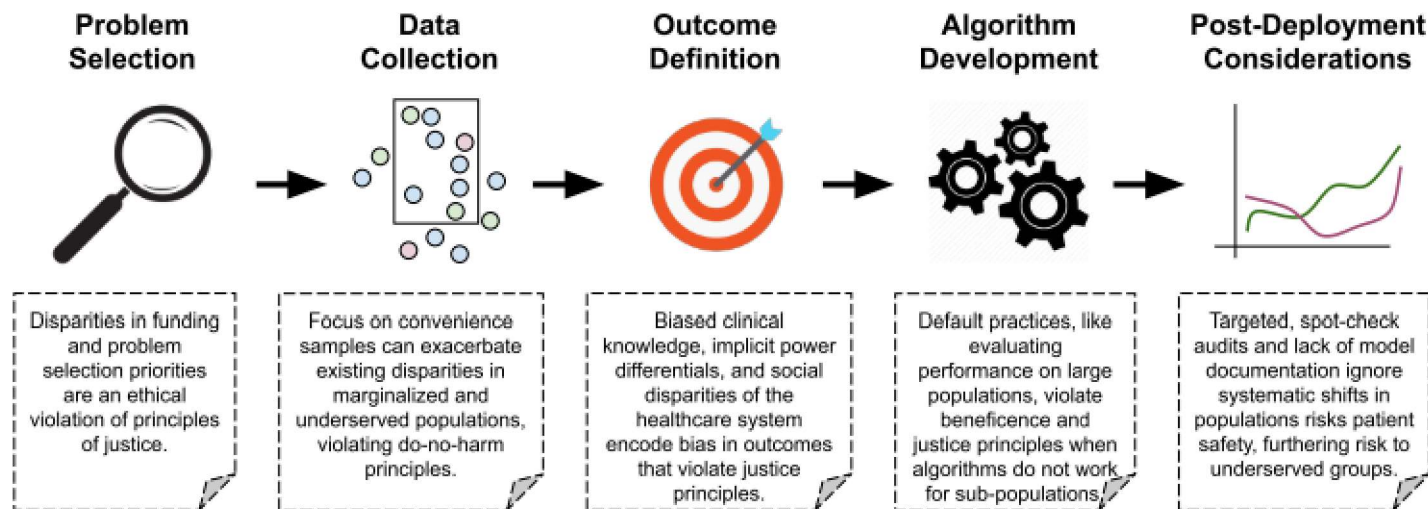 Problem
Selection
Data
Collection
Outcome
Definition
Algorithm
Development
Post-Deployment
Considerations
Disparities in funding
and problem
selection priorities
are an ethical
violation of principles
of justice.
Focus on convenience
samples can exacerbate
existing disparities in
marginalized and
underserved populations,
violating do-no-harm
principles.
Biased clinical
knowledge, implicit power
differentials, and social
disparities of the
healthcare system
encode bias in outcomes
that violate justice
principles.
Default practices, like
evaluating
performance on large
populations, violate
beneficence and
justice principles when
algorithms do not work
for sub-populations.
Targeted, spot-check
audits and lack of model
documentation ignore
systematic shifts in
populations risks patient
safety, furthering risk to
underserved groups.